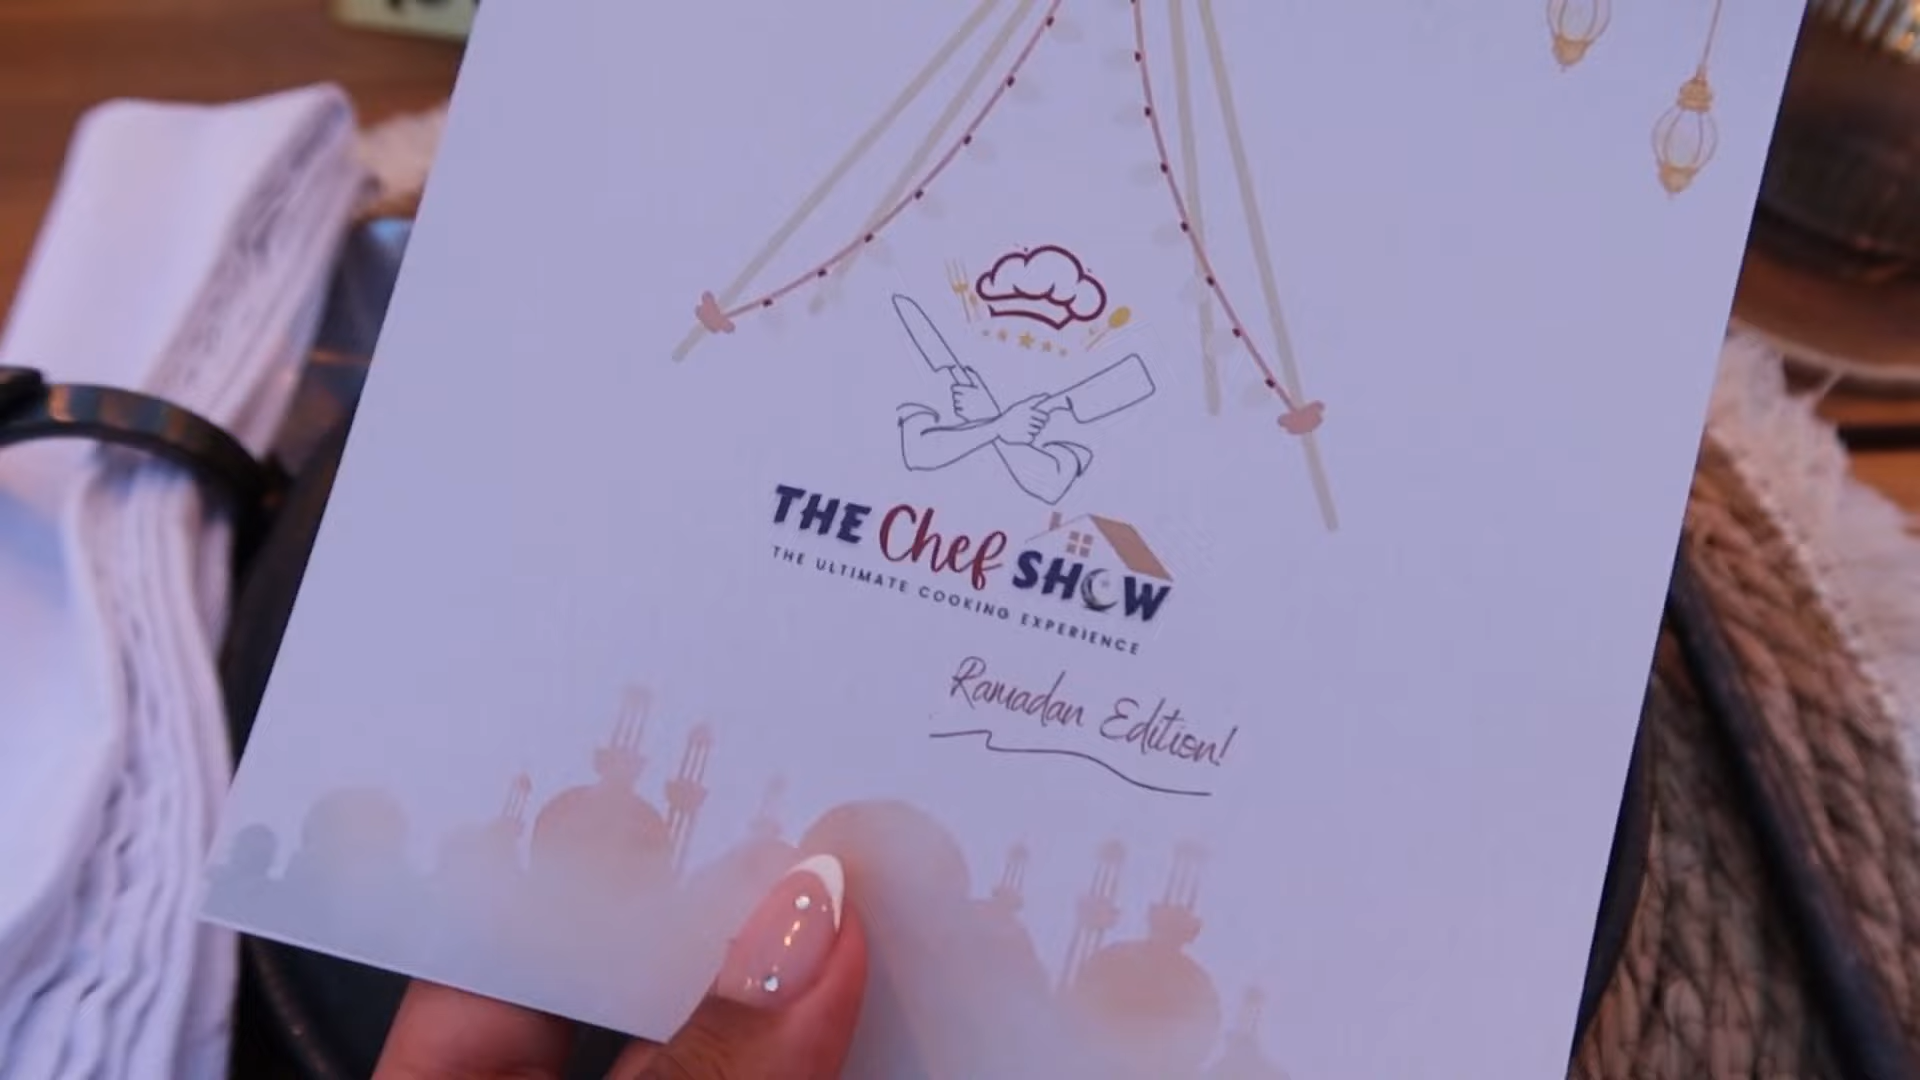 THE Chef SHOW
THE ULTIMATE COOKING EXPERIENCE
Ramadan Edition!